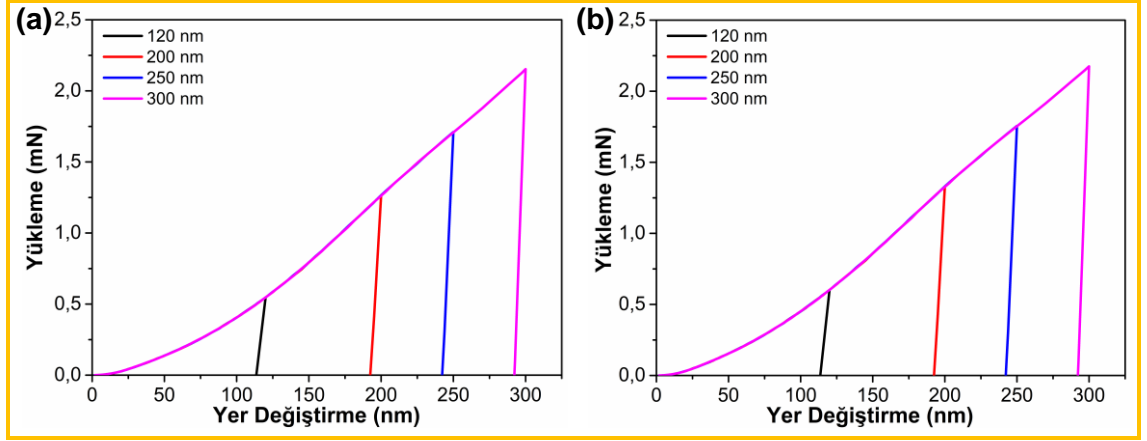 (a)
2,5
2,0
1,5
1,0
0,5
0,0
Yükleme (mN)
120 nm
200 nm
250 nm
300 nm
0 50 100 150 200 250 300
Yer Değiştirme (nm)
(b)
2,5
2,0
1,5
1,0
0,5
0,0
Yükleme (mN)
120 nm
200 nm
250 nm
300 nm
0 50 100 150 200 250 300
Yer Değiştirme (nm)